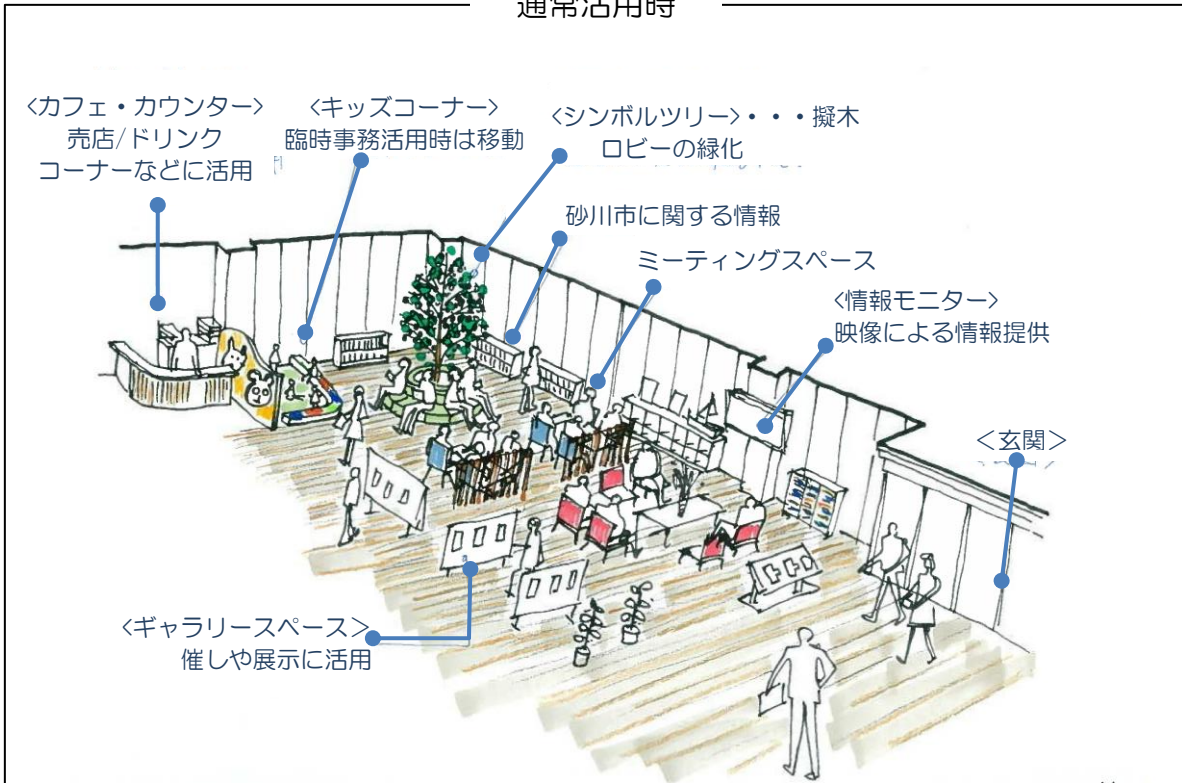 通常活用時
<カフェ・カウンター>
売店/ドリンク
コーナーなどに活用
<キッズコーナー>
臨時事務活用時は移動
<シンボルツリー>・・・擬木
ロビーの緑化
砂川市に関する情報
ミーティングスペース
<情報モニター>
映像による情報提供
＜玄関＞
<ギャラリースペース＞
催しや展示に活用